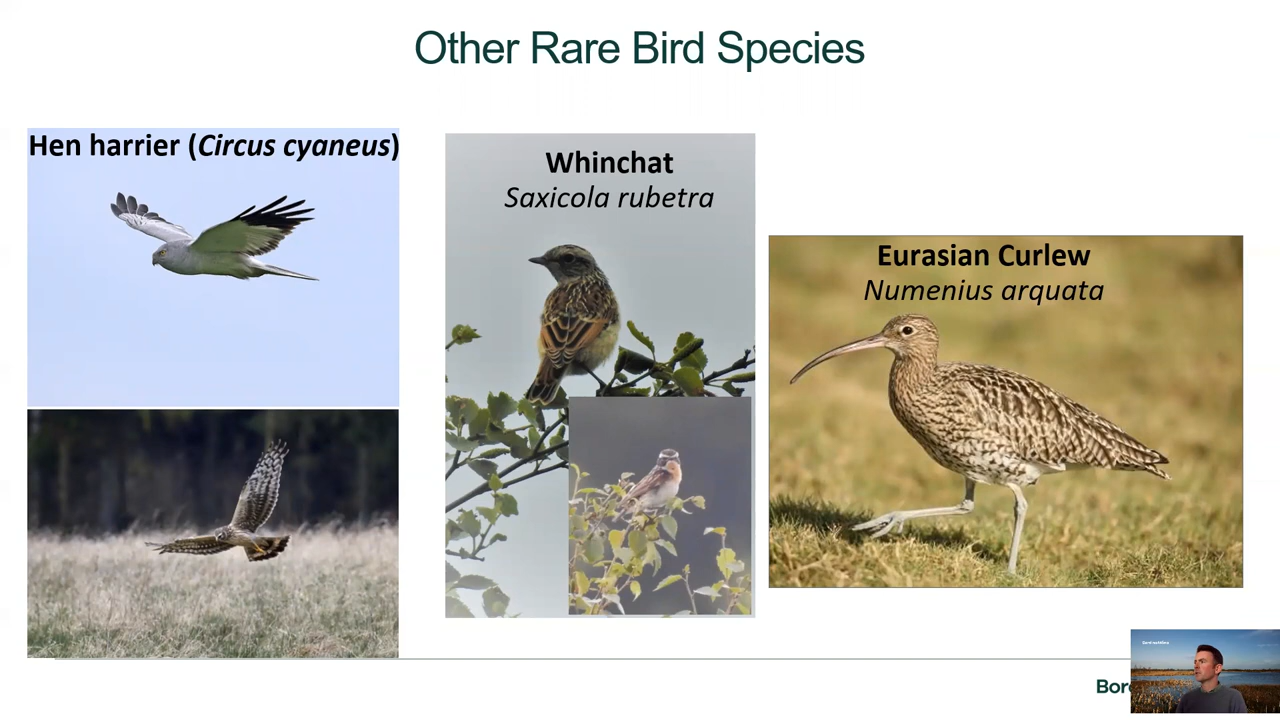 Other Rare Bird Species
Hen harrier (Circus cyaneus)
Whinchat
Saxicola rubetra
Eurasian Curlew
Numenius arquata